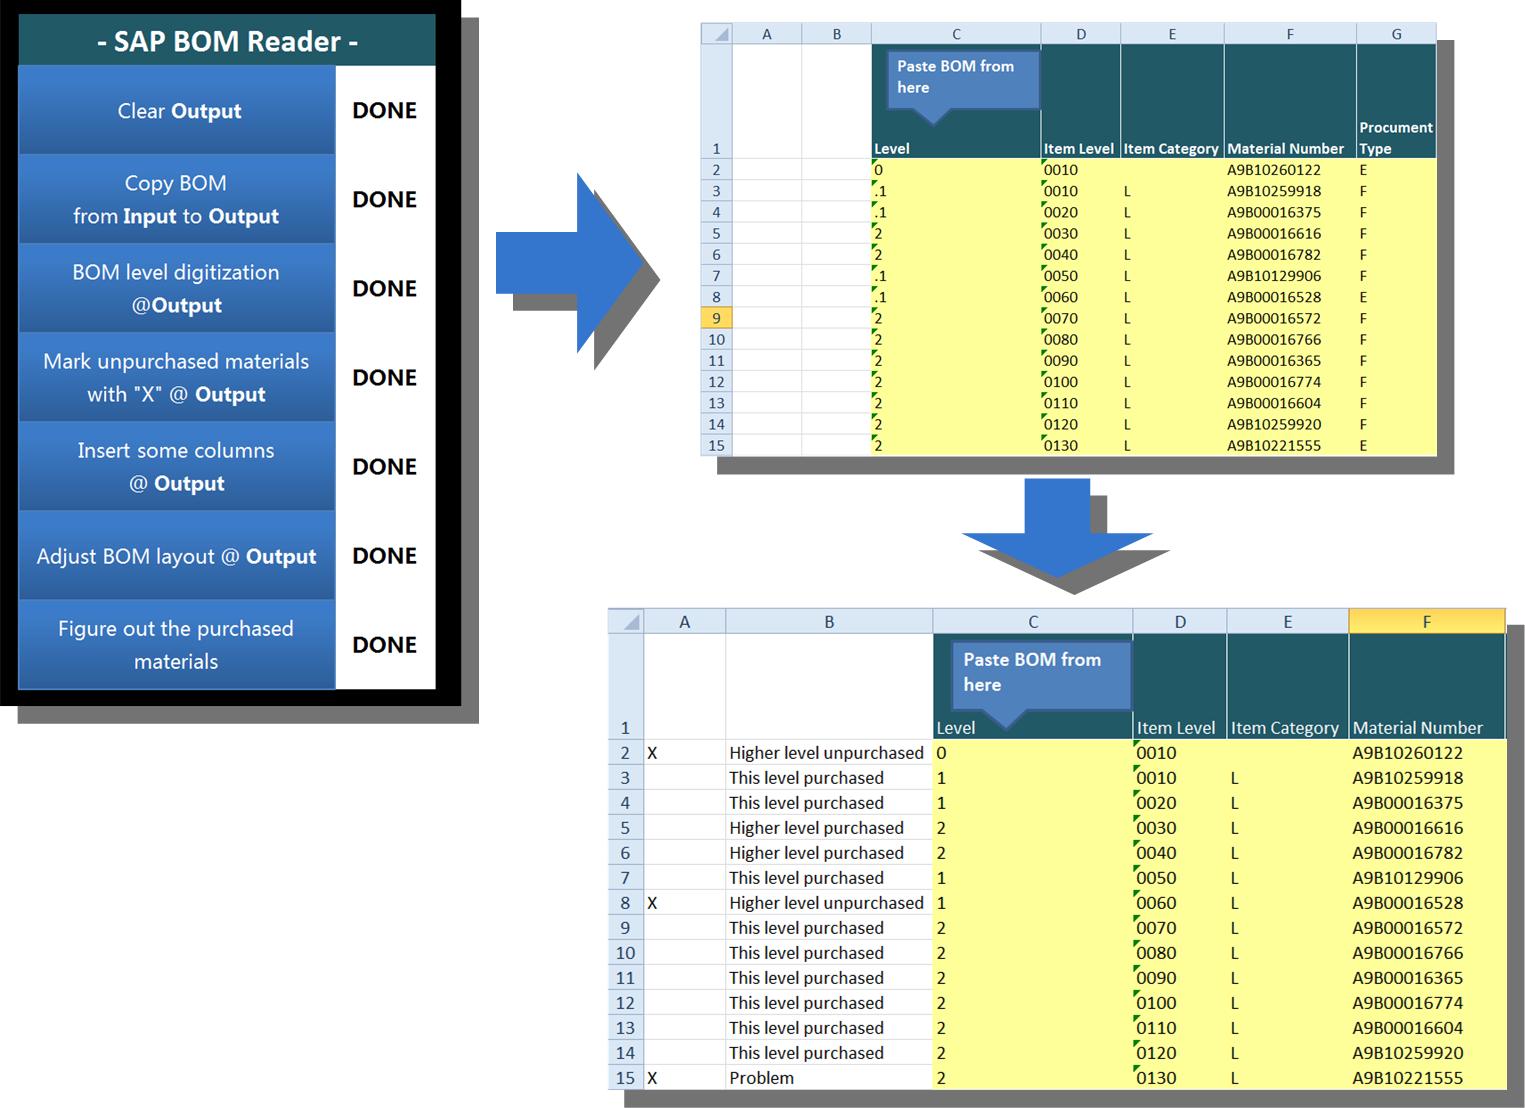 - SAP BOM Reader -
Clear Output DONE
Copy BOM
from Input to Output DONE
BOM level digitization
@Output DONE
Mark unpurchased materials
with "X" @ Output DONE
Insert some columns
@ Output DONE
Adjust BOM layout @ Output DONE
Figure out the purchased
materials DONE
A B C D E F G
Paste BOM from
here
Procument
1 Level Item Level Item Category Material Number Type
2 0 0010 A9B10260122 E
3 .1 0010 L A9B10259918 F
4 .1 0020 L A9B00016375 F
5 2 0030 L A9B00016616 F
6 2 0040 L A9B00016782 F
7 .1 0050 L A9B10129906 F
8 .1 0060 L A9B00016528 E
9 2 0070 L A9B00016572 F
10 2 0080 L A9B00016766 F
11 2 0090 L A9B00016365 F
12 2 0100 L A9B00016774 F
13 2 0110 L A9B00016604 F
14 2 0120 L A9B10259920 F
15 2 0130 L A9B10221555 E
A B C D E F
Paste BOM from
here
1 Level Item Level Item Category Material Number
2 X Higher level unpurchased 0 0010 A9B10260122
3 This level purchased 1 0010 L A9B10259918
4 This level purchased 1 0020 L A9B00016375
5 Higher level purchased 2 0030 L A9B00016616
6 Higher level purchased 2 0040 L A9B00016782
7 This level purchased 1 0050 L A9B10129906
8 X Higher level unpurchased 1 0060 L A9B00016528
9 This level purchased 2 0070 L A9B00016572
10 This level purchased 2 0080 L A9B00016766
11 This level purchased 2 0090 L A9B00016365
12 This level purchased 2 0100 L A9B00016774
13 This level purchased 2 0110 L A9B00016604
14 This level purchased 2 0120 L A9B10259920
15 X Problem 2 0130 L A9B10221555